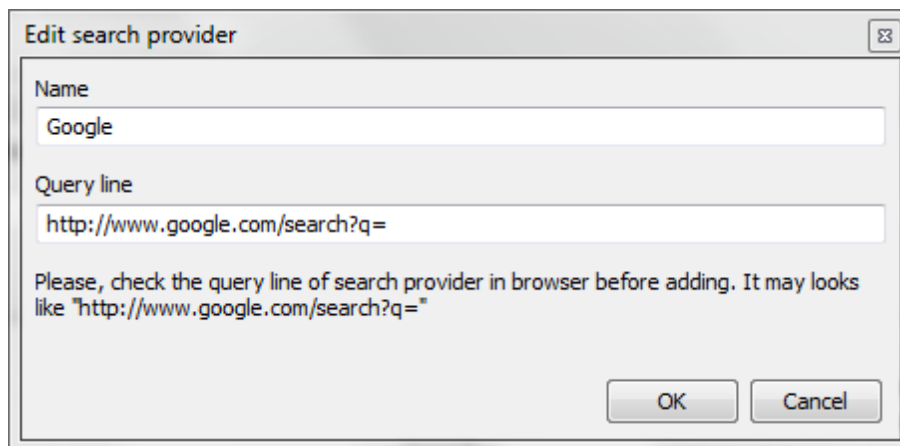 Edit search provider
Name
Google
Query line
http://www.google.com/search?q=
Please, check the query line of search provider in browser before adding. It may looks
like "http://www.google.com/search?q="
OK Cancel